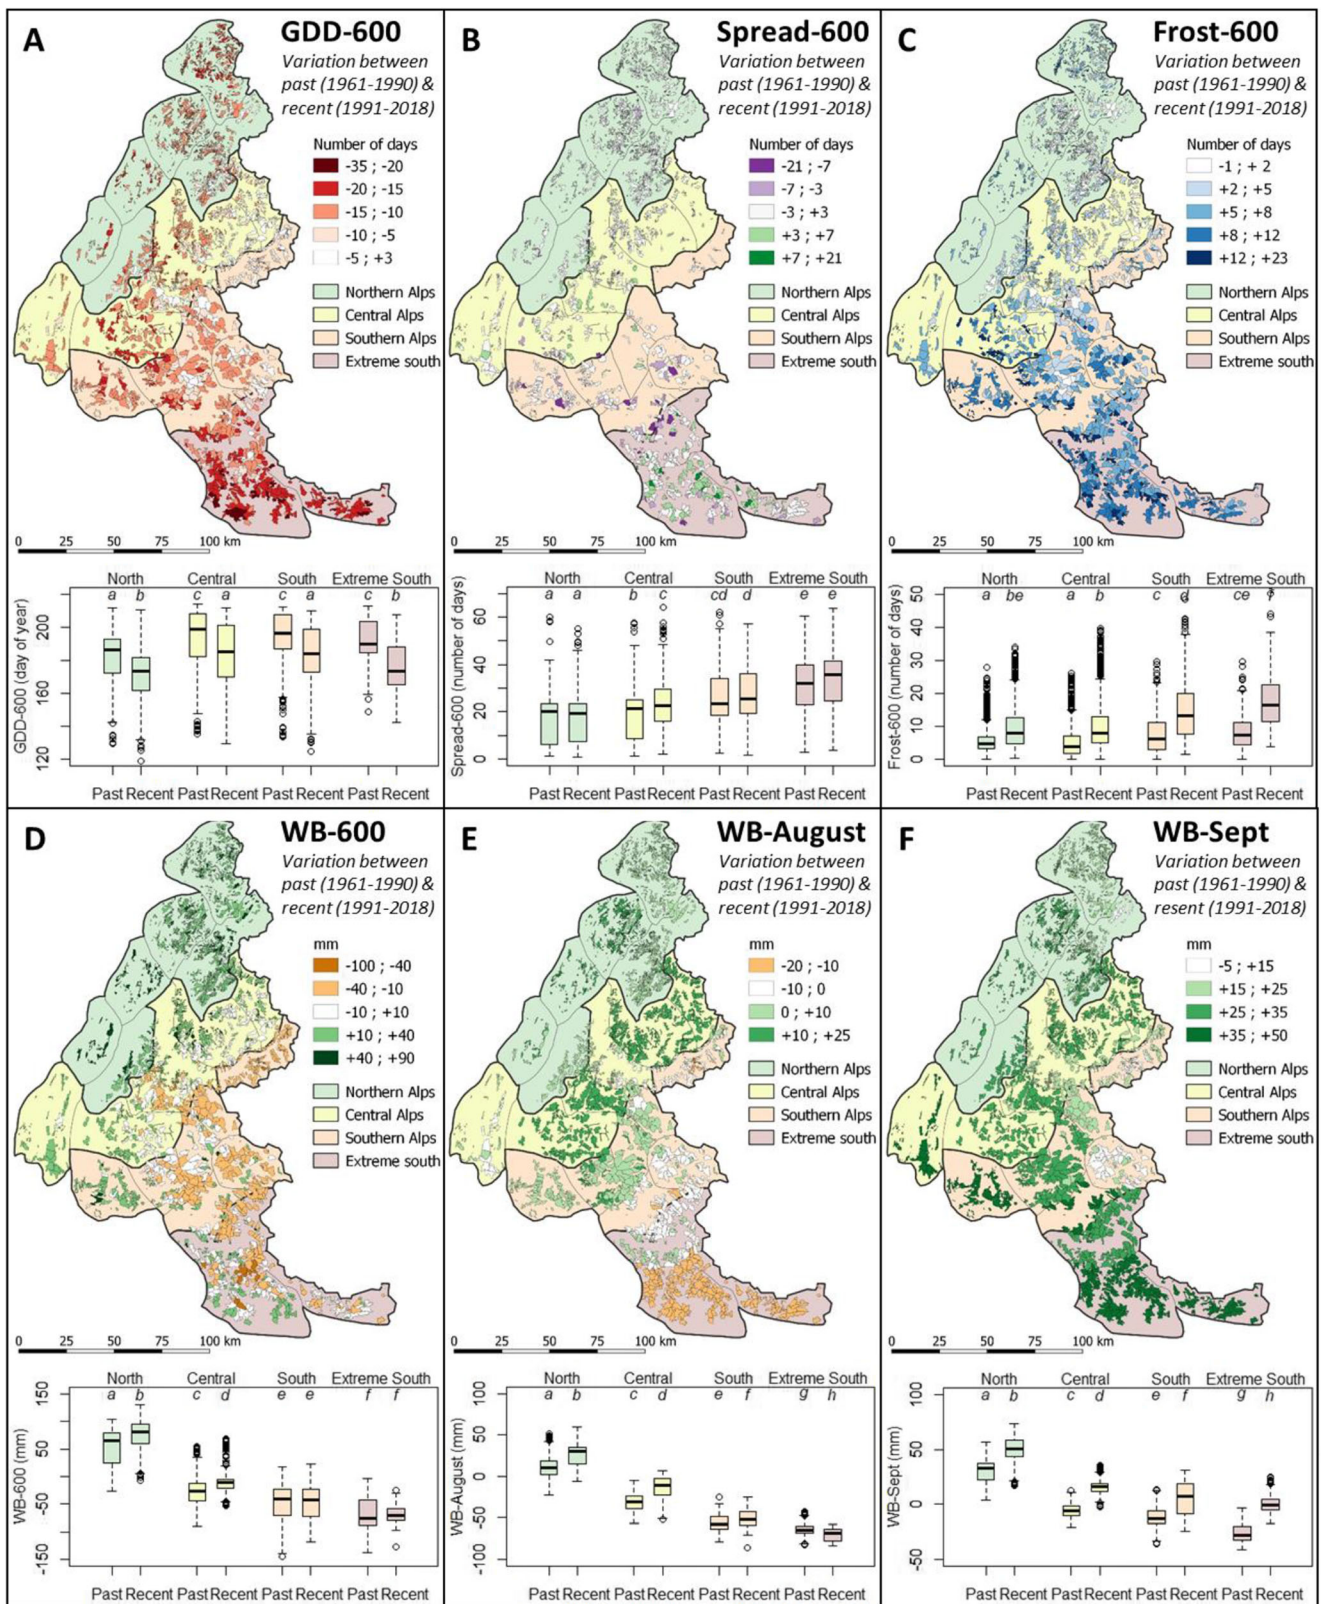 A
GDD-600
Variation between
past (1961-1990) &
recent (1991-2018)
Number of days
-35 ; -20
-20 ; -15
-15 ; -10
-10 ; -5
-5 ; +3
Northern Alps
Central Alps
Southern Alps
Extreme south
0 25 50 75 100 km
North Central South Extreme South
a b c a c a c b
GDD-600 (day of year)
200
160
120
Past Recent Past Recent Past Recent Past Recent
B
Spread-600
Variation between
past (1961-1990) &
recent (1991-2018)
Number of days
-21 ; -7
-7 ; -3
-3 ; +3
+3 ; +7
+7 ; +21
Northern Alps
Central Alps
Southern Alps
Extreme south
0 25 50 75 100 km
North Central South Extreme South
a a b c cd d e e
Spread-600 (number of days)
60
40
20
0
Past Recent Past Recent Past Recent Past Recent
C
Frost-600
Variation between
past (1961-1990) &
recent (1991-2018)
Number of days
-1 ; + 2
+2 ; +5
+5 ; +8
+8 ; +12
+12 ; +23
Northern Alps
Central Alps
Southern Alps
Extreme south
0 25 50 75 100 km
North Central South Extreme South
a be a b c d ce f
Frost-600 (number of days)
50
40
30
20
10
0
Past Recent Past Recent Past Recent Past Recent
D
WB-600
Variation between
past (1961-1990) &
recent (1991-2018)
mm
-100 ; -40
-40 ; -10
-10 ; +10
+10 ; +40
+40 ; +90
Northern Alps
Central Alps
Southern Alps
Extreme south
0 25 50 75 100 km
North Central South Extreme South
a b c d e e f f
WB-600 (mm)
150
50
-50
-150
Past Recent Past Recent Past Recent Past Recent
E
WB-August
Variation between
past (1961-1990) &
recent (1991-2018)
mm
-20 ; -10
-10 ; 0
0 ; +10
+10 ; +25
Northern Alps
Central Alps
Southern Alps
Extreme south
0 25 50 75 100 km
North Central South Extreme South
a b c d e f g h
WB-August (mm)
100
50
0
-50
-100
Past Recent Past Recent Past Recent Past Recent
F
WB-Sept
Variation between
past (1961-1990) &
resent (1991-2018)
mm
-5 ; +15
+15 ; +25
+25 ; +35
+35 ; +50
Northern Alps
Central Alps
Southern Alps
Extreme south
0 25 50 75 100 km
North Central South Extreme South
a b c d e f g h
WB-Sept (mm)
100
50
0
-50
Past Recent Past Recent Past Recent Past Recent